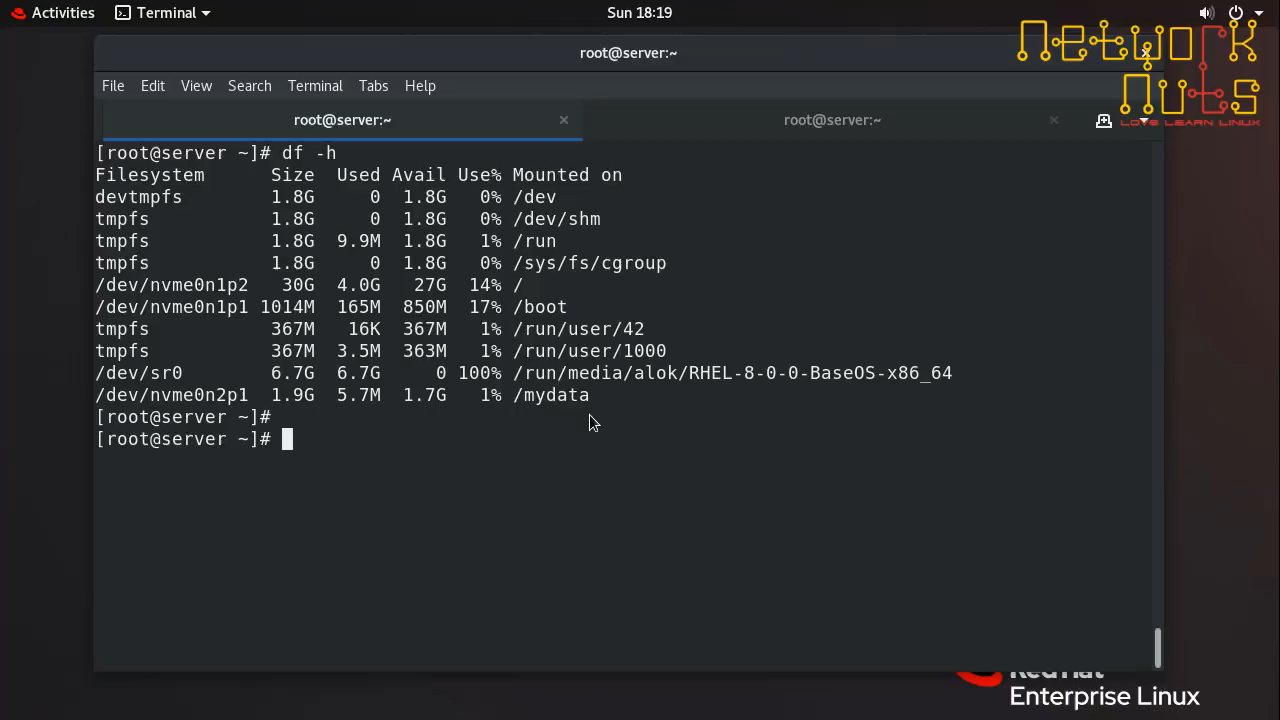 Activities Terminal Sun 18:19
Network
Nuts
LOVE LEARN LINUX
root@server:~
File Edit View Search Terminal Tabs Help
root@server:~ × root@server:~ ×
[root@server ~]# df -h
Filesystem Size Used Avail Use% Mounted on
devtmpfs 1.8G 0 1.8G 0% /dev
tmpfs 1.8G 0 1.8G 0% /dev/shm
tmpfs 1.8G 9.9M 1.8G 1% /run
tmpfs 1.8G 0 1.8G 0% /sys/fs/cgroup
/dev/nvme0n1p2 30G 4.0G 27G 14% /
/dev/nvme0n1p1 1014M 165M 850M 17% /boot
tmpfs 367M 16K 367M 1% /run/user/42
tmpfs 367M 3.5M 363M 1% /run/user/1000
/dev/sr0 6.7G 6.7G 0 100% /run/media/alok/RHEL-8-0-0-BaseOS-x86_64
/dev/nvme0n2p1 1.9G 5.7M 1.7G 1% /mydata
[root@server ~]#
[root@server ~]#
Red Hat
Enterprise Linux